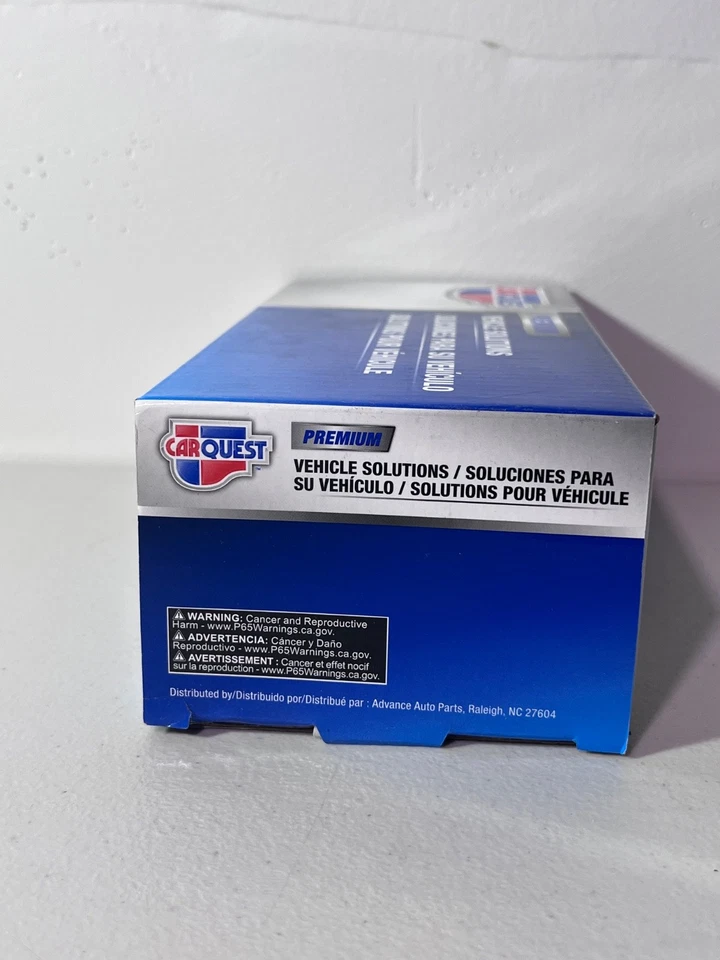 CARQUEST
PREMIUM
VEHICLE SOLUTIONS / SOLUCIONES PARA
SU VEHÍCULO / SOLUTIONS POUR VÉHICULE
WARNING: Cancer and Reproductive
Harm - www.P65Warnings.ca.gov.
ADVERTENCIA: Cáncer y Daño
Reproductivo - www.P65Warnings.ca.gov.
AVERTISSEMENT : Cancer et effet nocif
sur la reproduction - www.P65Warnings.ca.gov.
Distributed by/Distribuido por/Distribué par : Advance Auto Parts, Raleigh, NC 27604